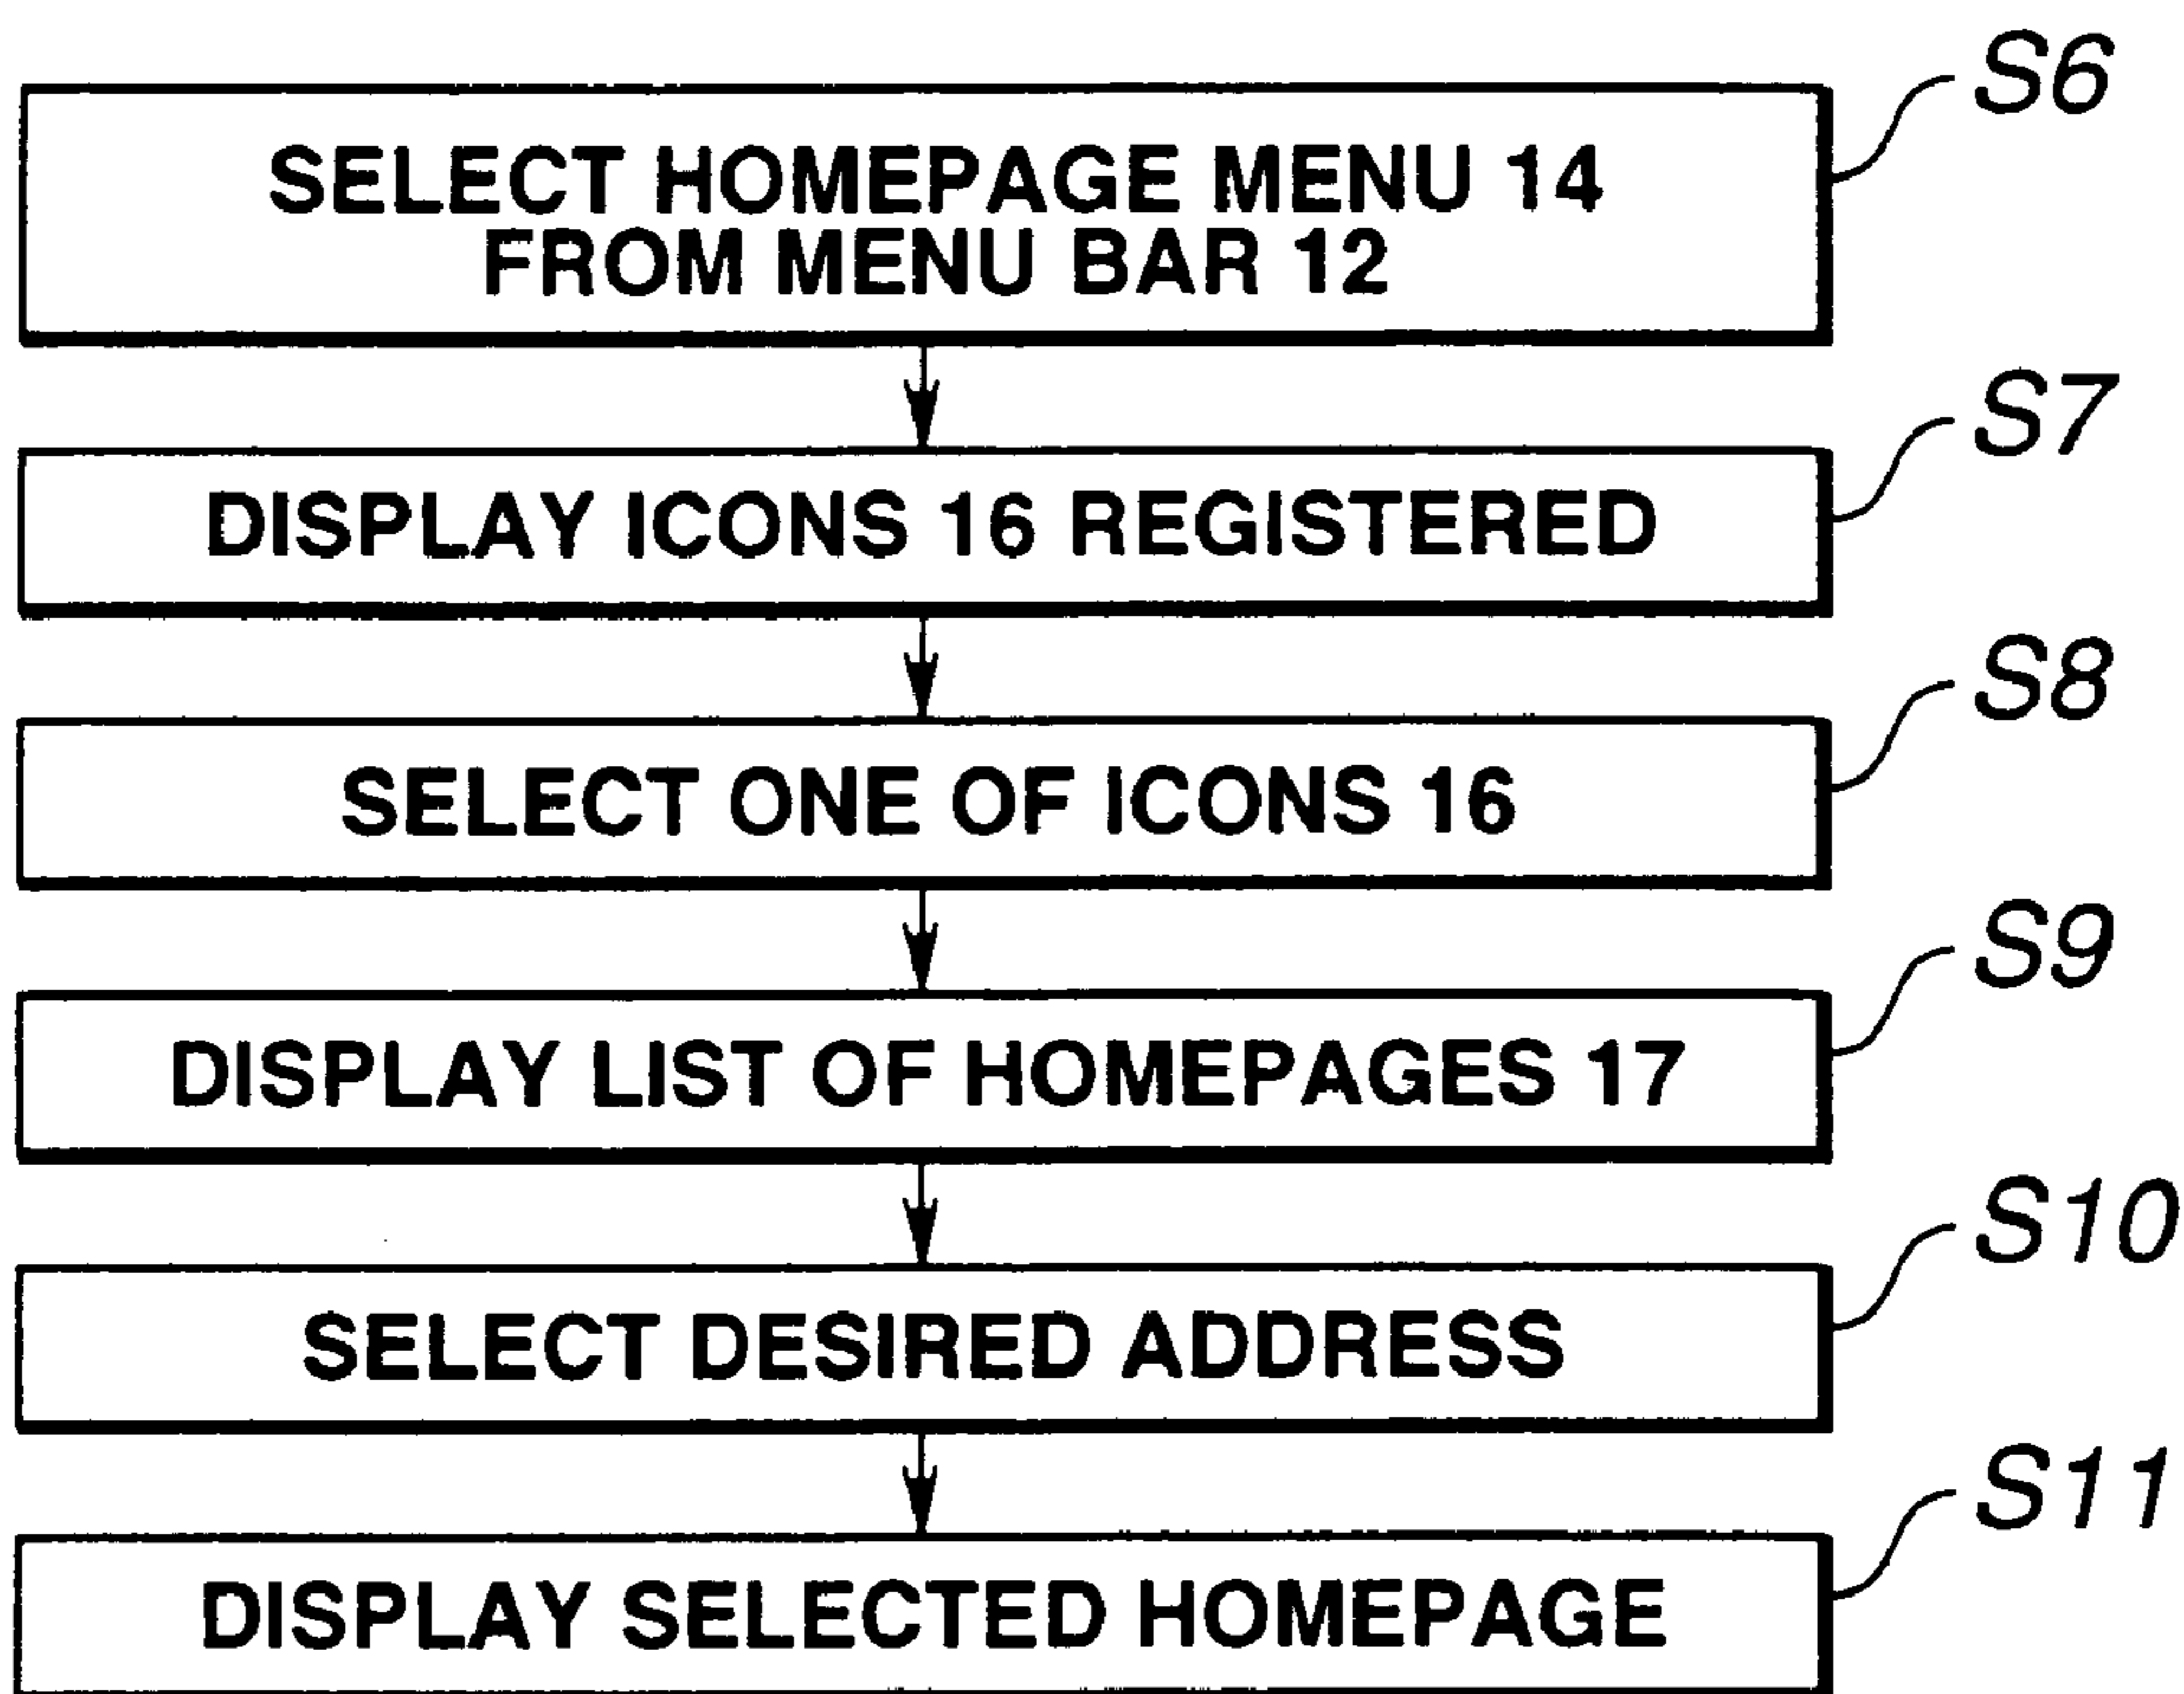 S6
SELECT HOMEPAGE MENU 14
FROM MENU BAR 12
S7
DISPLAY ICONS 16 REGISTERED
S8
SELECT ONE OF ICONS 16
S9
DISPLAY LIST OF HOMEPAGES 17
S10
SELECT DESIRED ADDRESS
S11
DISPLAY SELECTED HOMEPAGE